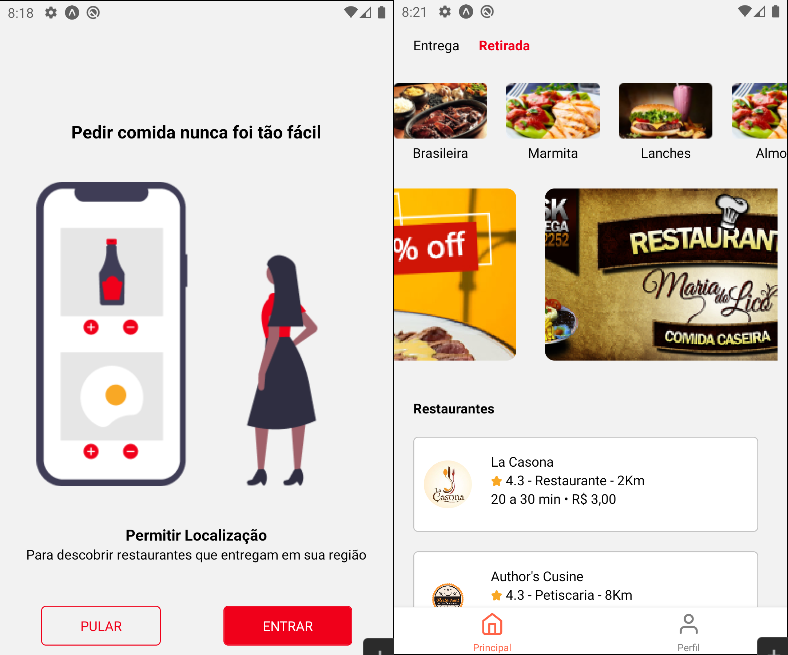 8:18
Pedir comida nunca foi tão fácil
Permitir Localização
Para descobrir restaurantes que entregam em sua região
PULAR
ENTRAR
8:21
Entrega Retirada
Brasileira Marmita Lanches Almo
% off
SK
EGA
2252
RESTAURANT
Maria do Lico
COMIDA CASEIRA
Restaurantes
La Casona
La Casona
4.3 - Restaurante - 2Km
20 a 30 min • R$ 3,00
Author's Cusine
4.3 - Petiscaria - 8Km
Principal Perfil